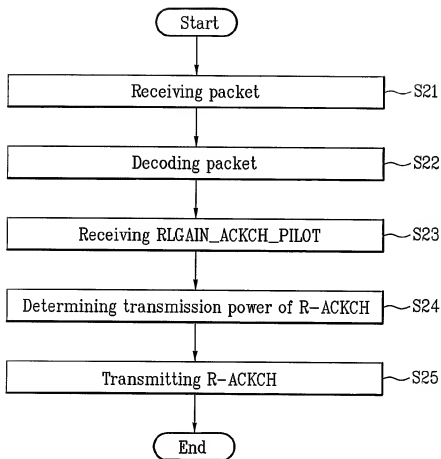 Start
Receiving packet S21
Decoding packet S22
Receiving RLGAIN_ACKCH_PILOT S23
Determining transmission power of R-ACKCH S24
Transmitting R-ACKCH S25
End